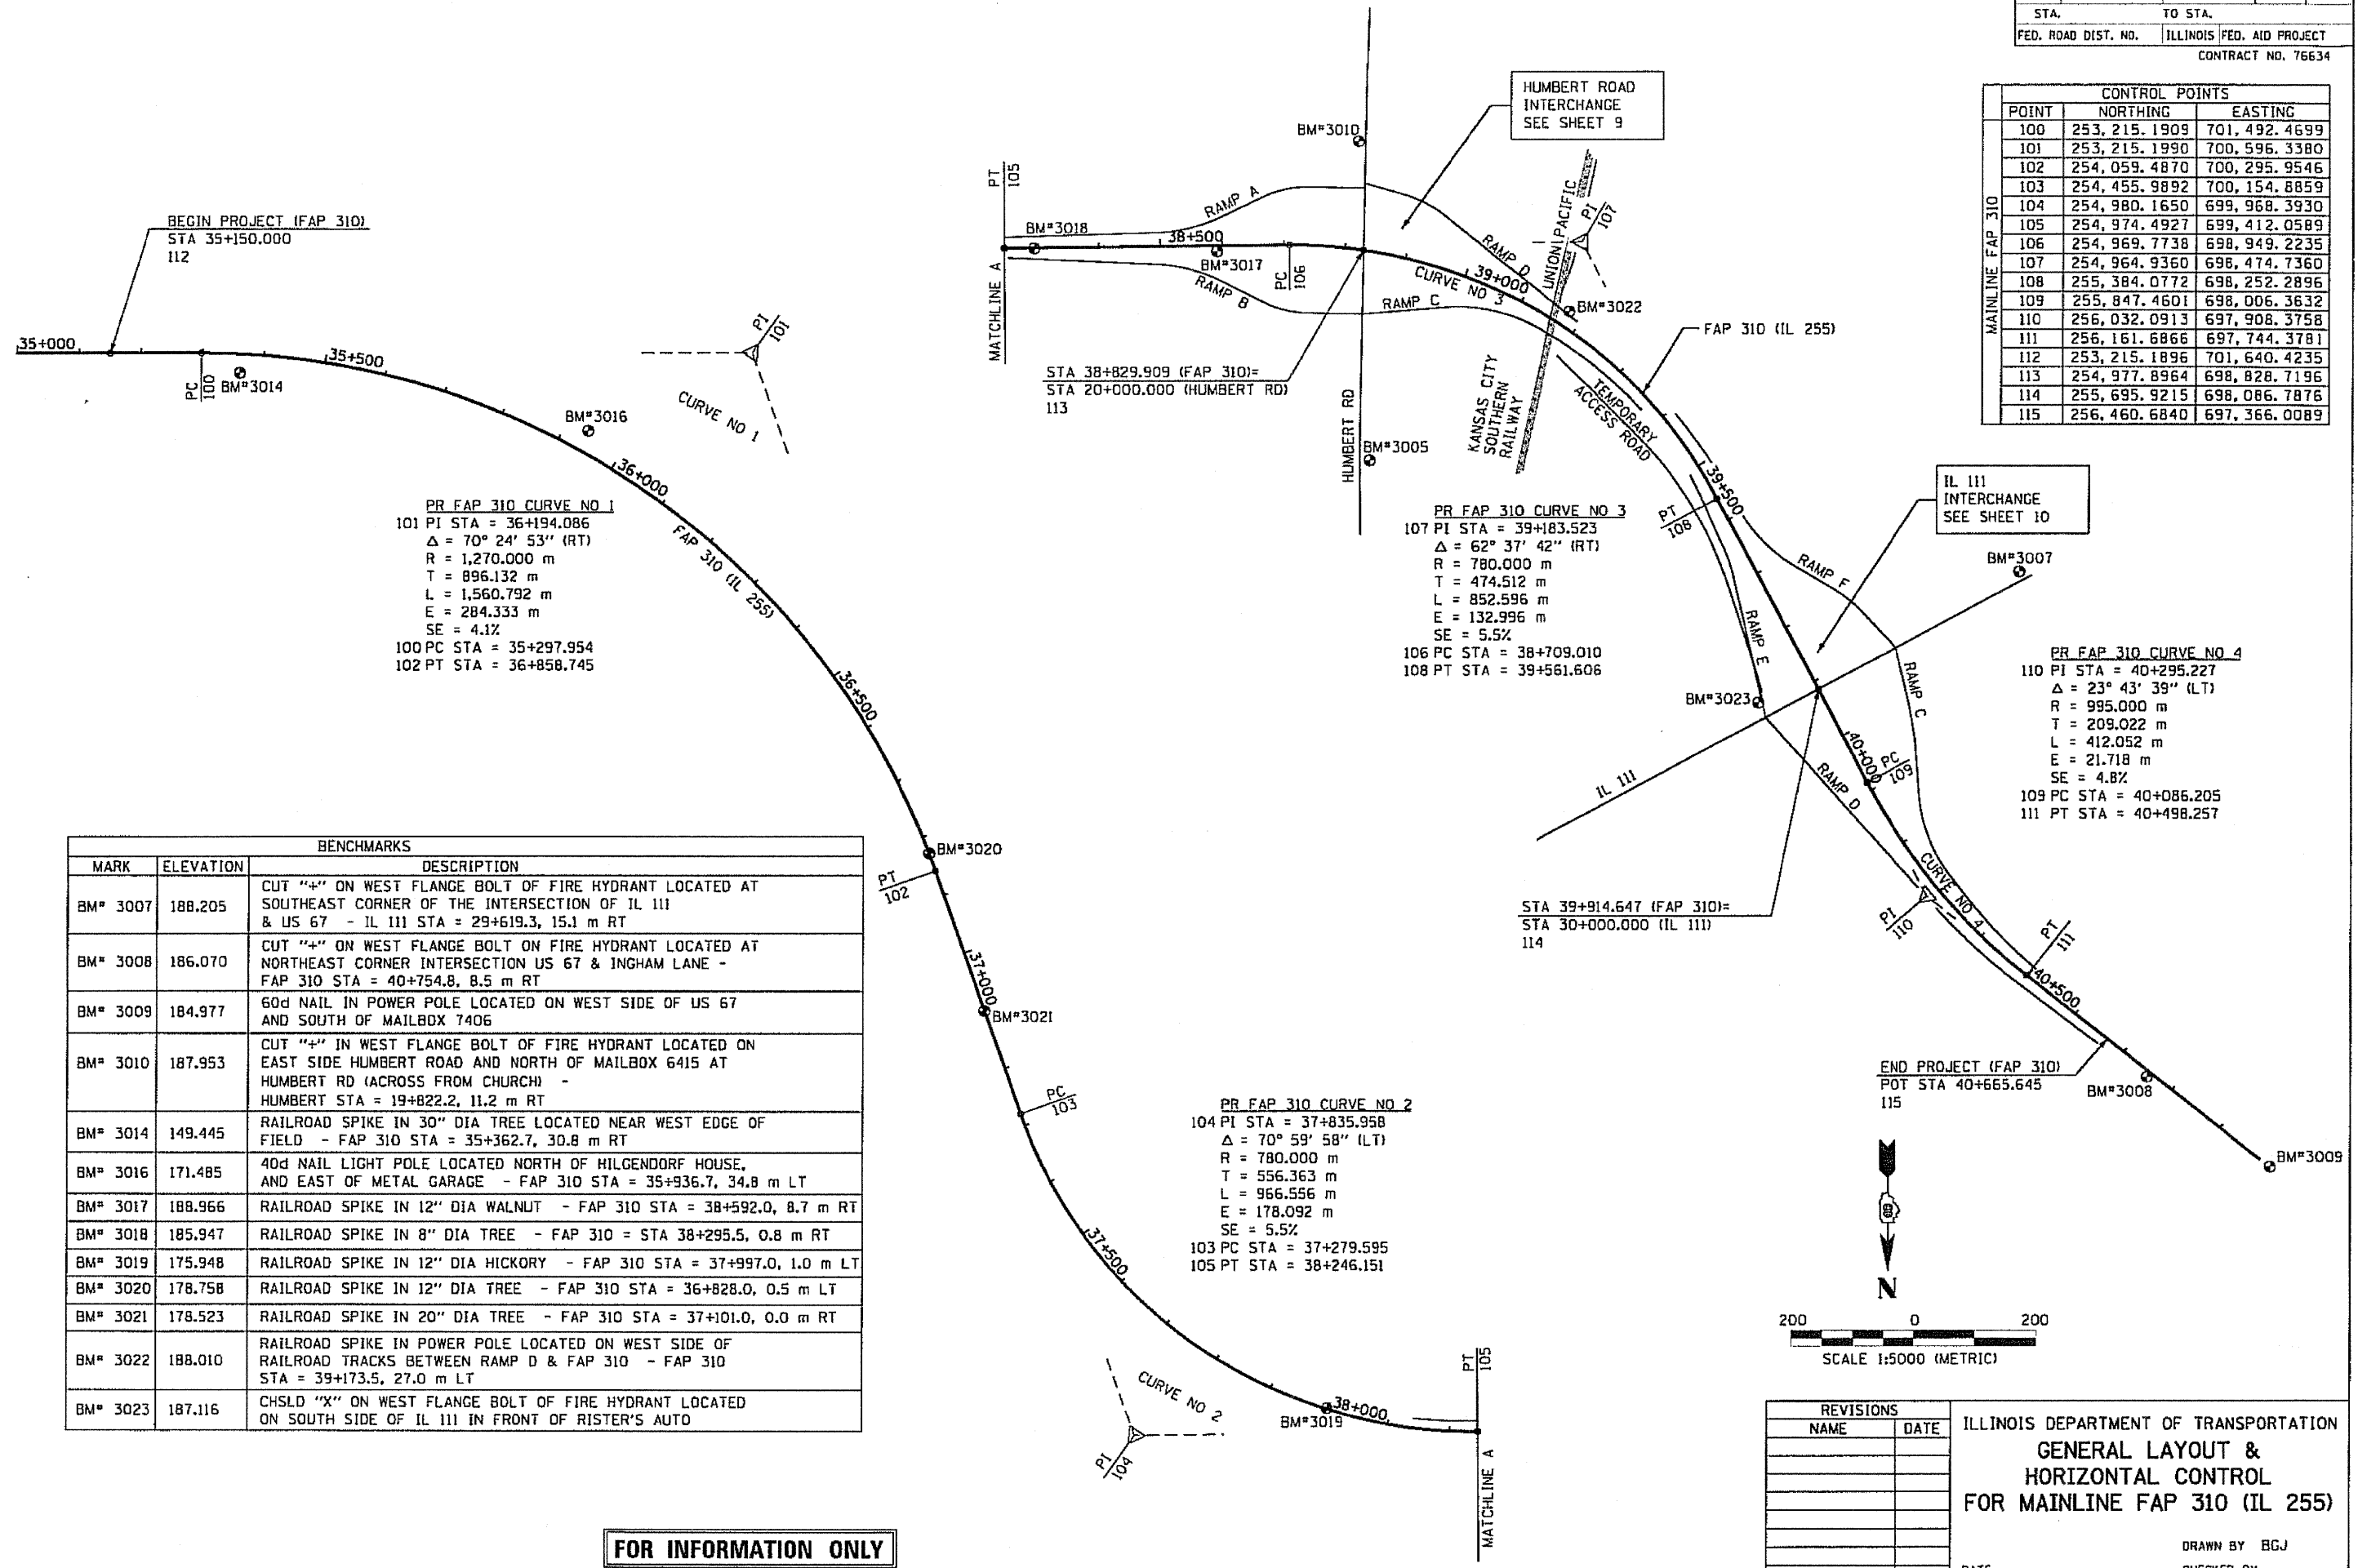 STA. TO STA.
FED. ROAD DIST. NO. ILLINOIS FED. AID PROJECT
CONTRACT NO. 76634
CONTROL POINTS
POINT NORTHING EASTING
MAINLINE FAP 310
100 253,215.1909 701,492.4699
101 253,215.1990 700,596.3380
102 254,059.4870 700,295.9546
103 254,455.9892 700,154.8859
104 254,980.1650 699,968.3930
105 254,974.4927 699,412.0589
106 254,969.7738 698,949.2235
107 254,964.9360 698,474.7360
108 255,384.0772 698,252.2896
109 255,847.4601 698,006.3632
110 256,032.0913 697,908.3758
111 256,161.6866 697,744.3781
112 253,215.1896 701,640.4235
113 254,977.8964 698,828.7196
114 255,695.9215 698,086.7876
115 256,460.6840 697,366.0089
HUMBERT ROAD
INTERCHANGE
SEE SHEET 9
BM#3010
PT
105
BM#3018
RAMP A
38+500
BM#3017
RAMP B
PC
106
MATCHLINE A
CURVE NO 3
39+000
RAMP D
RAMP C
UNION PACIFIC
PI
107
BM#3022
FAP 310 (IL 255)
STA 38+829.909 (FAP 310)=
STA 20+000.000 (HUMBERT RD)
113
HUMBERT RD
BM#3005
KANSAS CITY
SOUTHERN
RAILWAY
TEMPORARY
ACCESS ROAD
39+500
PT
108
BEGIN PROJECT (FAP 310)
STA 35+150.000
112
35+000
PC
100
BM#3014
35+500
BM#3016
PI
101
CURVE NO 1
36+000
FAP 310 (IL 255)
PR FAP 310 CURVE NO 1
101 PI STA = 36+194.086
Δ = 70° 24' 53" (RT)
R = 1,270.000 m
T = 896.132 m
L = 1,560.792 m
E = 284.333 m
SE = 4.1%
100 PC STA = 35+297.954
102 PT STA = 36+858.745
PR FAP 310 CURVE NO 3
107 PI STA = 39+183.523
Δ = 62° 37' 42" (RT)
R = 780.000 m
T = 474.512 m
L = 852.596 m
E = 132.996 m
SE = 5.5%
106 PC STA = 38+709.010
108 PT STA = 39+561.606
IL 111
INTERCHANGE
SEE SHEET 10
BM#3007
RAMP F
RAMP E
RAMP C
BM#3023
IL 111
40+000
PC
109
RAMP D
CURVE NO 4
PI
110
PT
111
40+500
PR FAP 310 CURVE NO 4
110 PI STA = 40+295.227
Δ = 23° 43' 39" (LT)
R = 995.000 m
T = 209.022 m
L = 412.052 m
E = 21.718 m
SE = 4.8%
109 PC STA = 40+086.205
111 PT STA = 40+498.257
STA 39+914.647 (FAP 310)=
STA 30+000.000 (IL 111)
114
END PROJECT (FAP 310)
POT STA 40+665.645
115
BM#3008
BM#3009
36+500
BM#3020
PT
102
37+000
BM#3021
PC
103
37+500
PR FAP 310 CURVE NO 2
104 PI STA = 37+835.958
Δ = 70° 59' 58" (LT)
R = 780.000 m
T = 556.363 m
L = 966.556 m
E = 178.092 m
SE = 5.5%
103 PC STA = 37+279.595
105 PT STA = 38+246.151
CURVE NO 2
PI
104
BM#3019
38+000
PT
105
MATCHLINE A
BENCHMARKS
MARK ELEVATION DESCRIPTION
BM# 3007 188.205 CUT "+" ON WEST FLANGE BOLT OF FIRE HYDRANT LOCATED AT
SOUTHEAST CORNER OF THE INTERSECTION OF IL 111
& US 67 - IL 111 STA = 29+619.3, 15.1 m RT
BM# 3008 186.070 CUT "+" ON WEST FLANGE BOLT ON FIRE HYDRANT LOCATED AT
NORTHEAST CORNER INTERSECTION US 67 & INGHAM LANE -
FAP 310 STA = 40+754.8, 8.5 m RT
BM# 3009 184.977 60d NAIL IN POWER POLE LOCATED ON WEST SIDE OF US 67
AND SOUTH OF MAILBOX 7406
BM# 3010 187.953 CUT "+" IN WEST FLANGE BOLT OF FIRE HYDRANT LOCATED ON
EAST SIDE HUMBERT ROAD AND NORTH OF MAILBOX 6415 AT
HUMBERT RD (ACROSS FROM CHURCH) -
HUMBERT STA = 19+822.2, 11.2 m RT
BM# 3014 149.445 RAILROAD SPIKE IN 30" DIA TREE LOCATED NEAR WEST EDGE OF
FIELD - FAP 310 STA = 35+362.7, 30.8 m RT
BM# 3016 171.485 40d NAIL LIGHT POLE LOCATED NORTH OF HILGENDORF HOUSE,
AND EAST OF METAL GARAGE - FAP 310 STA = 35+936.7, 34.8 m LT
BM# 3017 188.966 RAILROAD SPIKE IN 12" DIA WALNUT - FAP 310 STA = 38+592.0, 8.7 m RT
BM# 3018 185.947 RAILROAD SPIKE IN 8" DIA TREE - FAP 310 = STA 38+295.5, 0.8 m RT
BM# 3019 175.948 RAILROAD SPIKE IN 12" DIA HICKORY - FAP 310 STA = 37+997.0, 1.0 m LT
BM# 3020 178.758 RAILROAD SPIKE IN 12" DIA TREE - FAP 310 STA = 36+828.0, 0.5 m LT
BM# 3021 178.523 RAILROAD SPIKE IN 20" DIA TREE - FAP 310 STA = 37+101.0, 0.0 m RT
BM# 3022 188.010 RAILROAD SPIKE IN POWER POLE LOCATED ON WEST SIDE OF
RAILROAD TRACKS BETWEEN RAMP D & FAP 310 - FAP 310
STA = 39+173.5, 27.0 m LT
BM# 3023 187.116 CHSLD "X" ON WEST FLANGE BOLT OF FIRE HYDRANT LOCATED
ON SOUTH SIDE OF IL 111 IN FRONT OF RISTER'S AUTO
N
200 0 200
SCALE 1:5000 (METRIC)
REVISIONS
NAME DATE
ILLINOIS DEPARTMENT OF TRANSPORTATION
GENERAL LAYOUT &
HORIZONTAL CONTROL
FOR MAINLINE FAP 310 (IL 255)
DRAWN BY BGJ
FOR INFORMATION ONLY